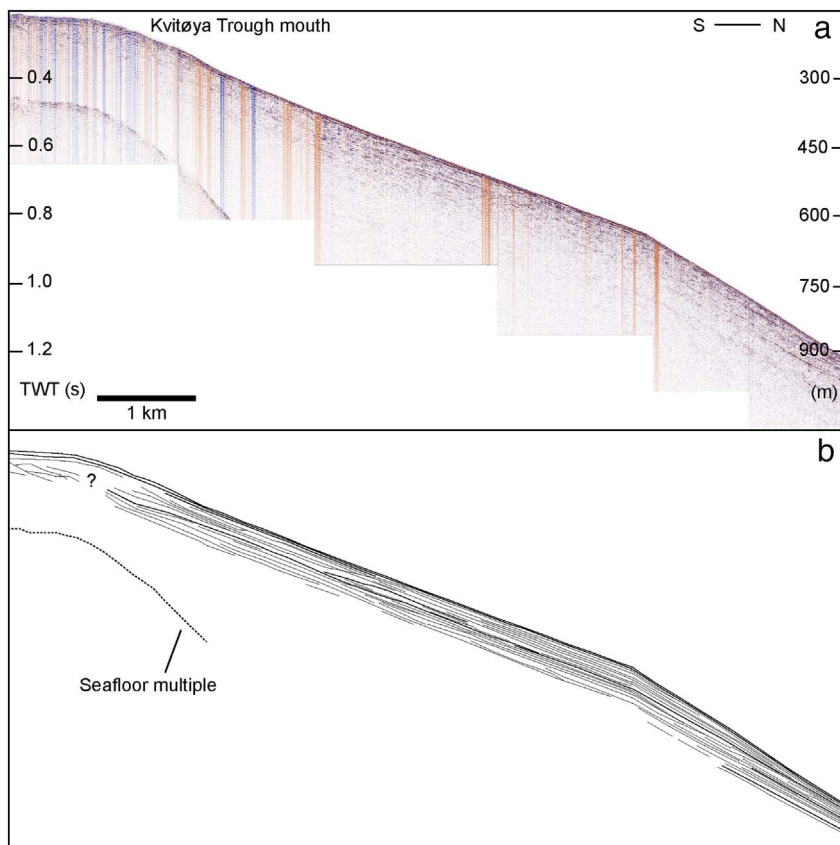 Kvitøya Trough mouth
S — N
a
0.4
0.6
0.8
1.0
1.2
TWT (s)
1 km
300
450
600
750
900
(m)
b
?
Seafloor multiple